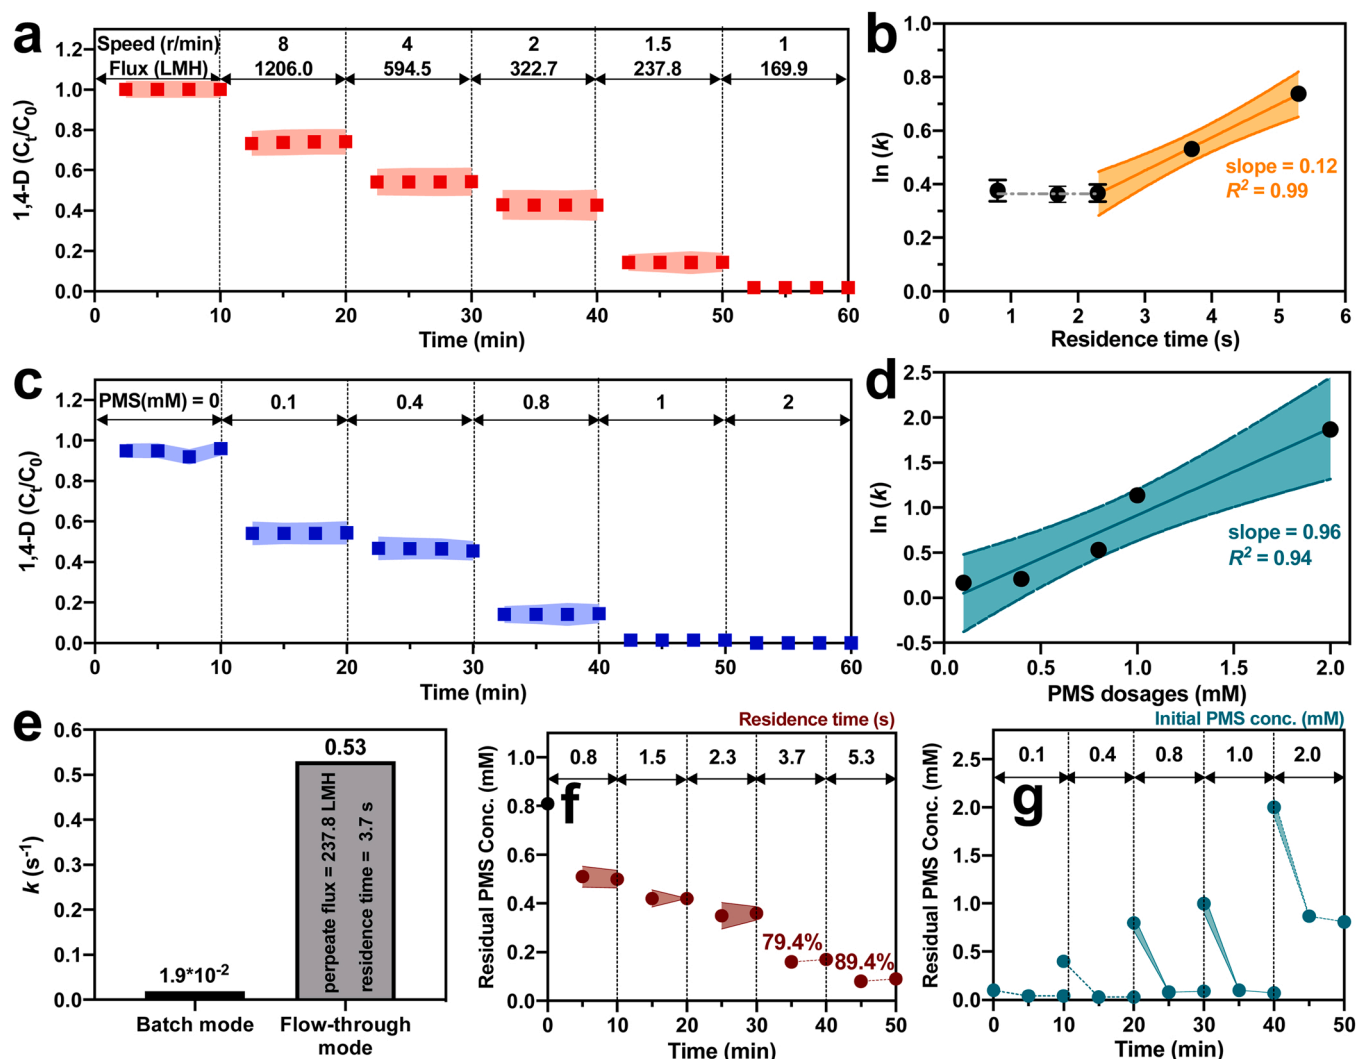 a
Speed (r/min) 8 4 2 1.5 1
Flux (LMH) 1206.0 594.5 322.7 237.8 169.9
1,4-D (Ct/C0)
1.2
1.0
0.8
0.6
0.4
0.2
0.0
0 10 20 30 40 50 60
Time (min)
b
ln (k)
1.0
0.8
0.6
0.4
0.2
0.0
slope = 0.12
R² = 0.99
0 1 2 3 4 5 6
Residence time (s)
c
PMS(mM) = 0 0.1 0.4 0.8 1 2
1,4-D (Ct/C0)
1.2
1.0
0.8
0.6
0.4
0.2
0.0
0 10 20 30 40 50 60
Time (min)
d
ln (k)
2.5
2.0
1.5
1.0
0.5
0.0
-0.5
slope = 0.96
R² = 0.94
0.0 0.5 1.0 1.5 2.0
PMS dosages (mM)
e
k (s⁻¹)
0.6
0.5
0.4
0.3
0.2
0.1
0.0
1.9*10⁻²
0.53
perpeate flux = 237.8 LMH
residence time = 3.7 s
Batch mode
Flow-through
mode
Residence time (s)
0.8 1.5 2.3 3.7 5.3
f
Residual PMS Conc. (mM)
1.0
0.8
0.6
0.4
0.2
0.0
79.4%
89.4%
0 10 20 30 40 50
Time (min)
Initial PMS conc. (mM)
0.1 0.4 0.8 1.0 2.0
g
Residual PMS Conc. (mM)
2.5
2.0
1.5
1.0
0.5
0.0
0 10 20 30 40 50
Time (min)